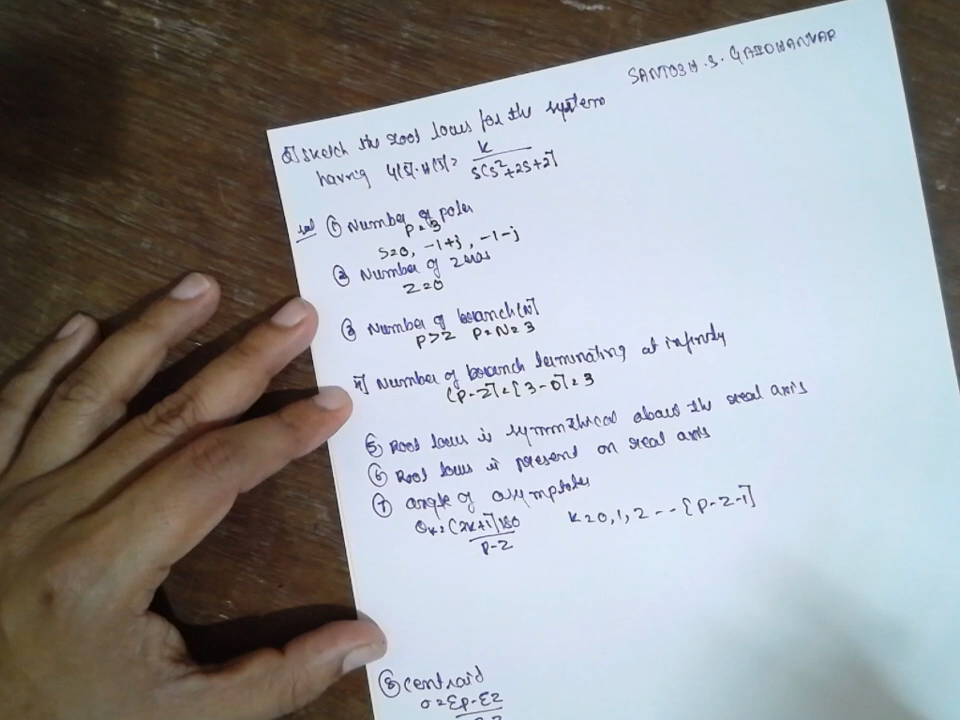 SANTOSH.S. GAIDHANKAR
Q] Sketch the root locus for the system
having G(s).H(s)= K / s(s²+2s+2]
sol ① Number of poles
P=3
s=0, -1+j, -1-j
② Number of zeros
Z=0
③ Number of branch[N]
P>Z P=N=3
4] Number of branch terminating at infinity
[P-Z]=[3-0]=3
⑤ Root locus is symmetrical about the real axis
⑥ Root locus is present on real axis
⑦ angle of asymptotes
θK=(2K+1]180 / P-Z K=0,1,2--[P-Z-1]
⑧ centroid
σ=ΣP-ΣZ